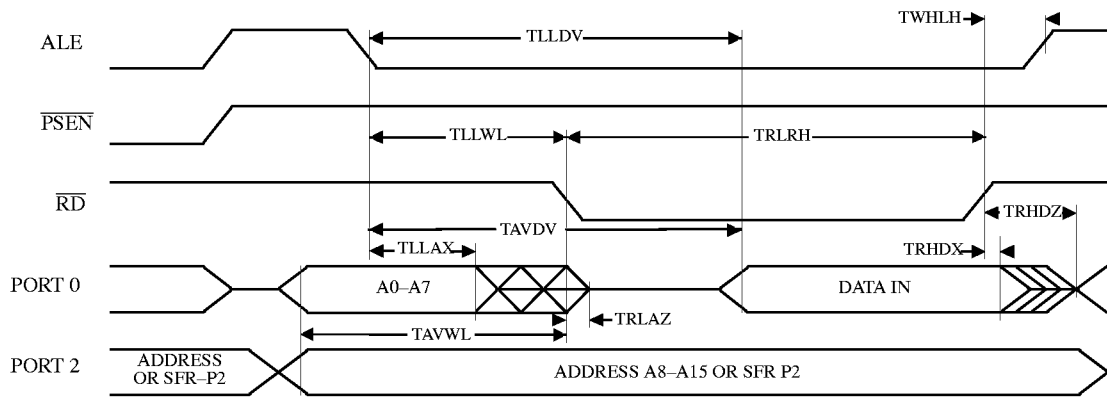 TWHLH
ALE
TLLDV
PSEN
TLLWL
TRLRH
RD
TRHDZ
TAVDV
TLLAX
TRHDX
PORT 0
A0–A7
DATA IN
TRLAZ
TAVWL
PORT 2
ADDRESS
OR SFR–P2
ADDRESS A8–A15 OR SFR P2